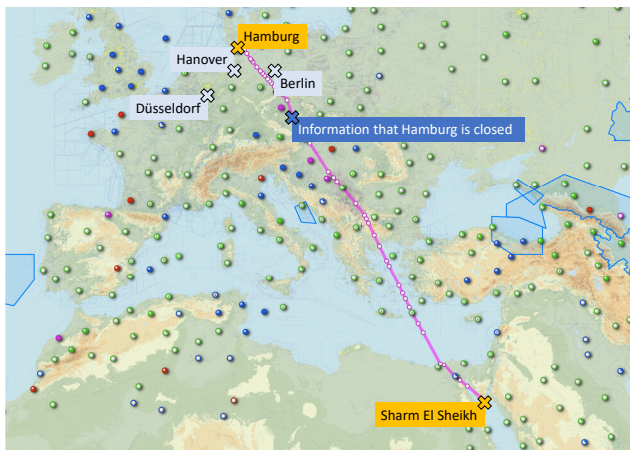 Hamburg
Hanover
Berlin
Düsseldorf
Information that Hamburg is closed
Sharm El Sheikh